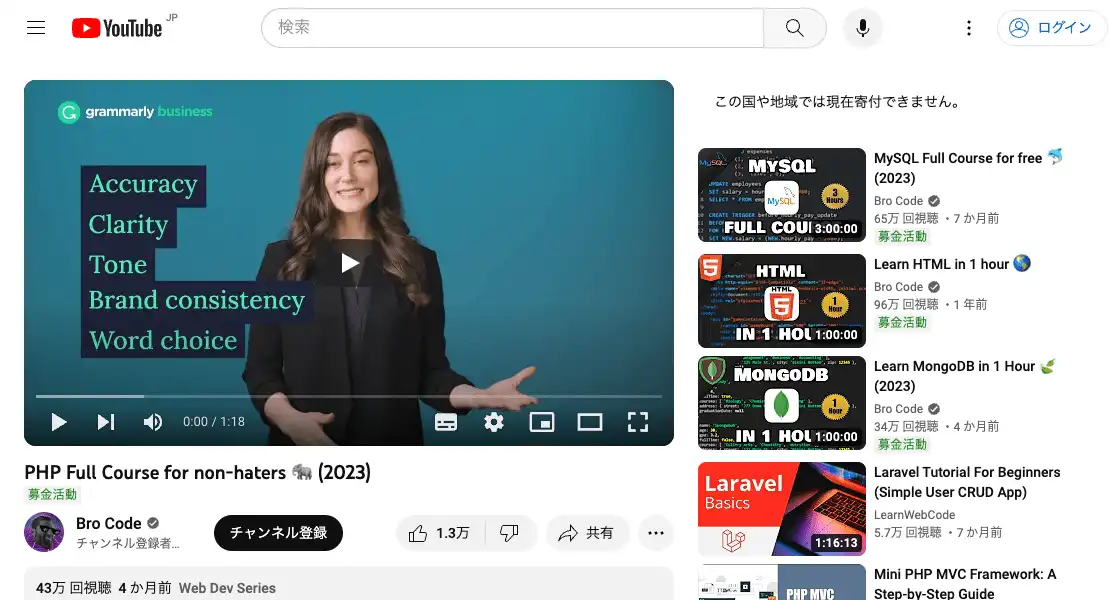 YouTube JP
検索
ログイン
grammarly business
Accuracy
Clarity
Tone
Brand consistency
Word choice
0:00 / 1:18
PHP Full Course for non-haters 🐘 (2023)
募金活動
Bro Code
チャンネル登録者...
チャンネル登録
1.3万
共有
43万 回視聴 4 か月前 Web Dev Series
この国や地域では現在寄付できません。
MySQL
3 Hours
MySQL
FULL COU
3:00:00
MySQL Full Course for free 🐬
(2023)
Bro Code
65万 回視聴 ・7 か月前
募金活動
HTML
HTML
5
1 Hour
IN 1 HOU
1:00:00
Learn HTML in 1 hour 🌎
Bro Code
96万 回視聴 ・1 年前
募金活動
MongoDB
1 Hour
IN 1 HOU
1:00:00
Learn MongoDB in 1 Hour 🍃
(2023)
Bro Code
34万 回視聴 ・4 か月前
募金活動
Laravel
Basics
1:16:13
Laravel Tutorial For Beginners
(Simple User CRUD App)
LearnWebCode
5.7万 回視聴 ・7 か月前
PHP MVC
Mini PHP MVC Framework: A
Step-by-Step Guide